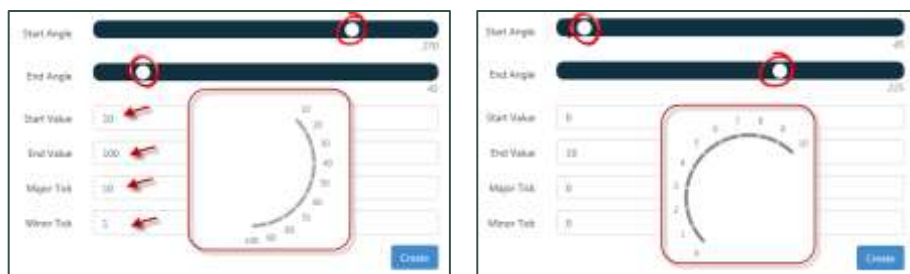 Start Angle
270
End Angle
Start Value 10
End Value 100
Major Tick 10
Minor Tick
10
20
30
40
50
60
70
80
90
100
Create
Start Angle
45
End Angle
225
Start Value 0
End Value 10
Major Tick 0
Minor Tick 0
0
1
2
3
4
5
6
7
8
9
10
Create